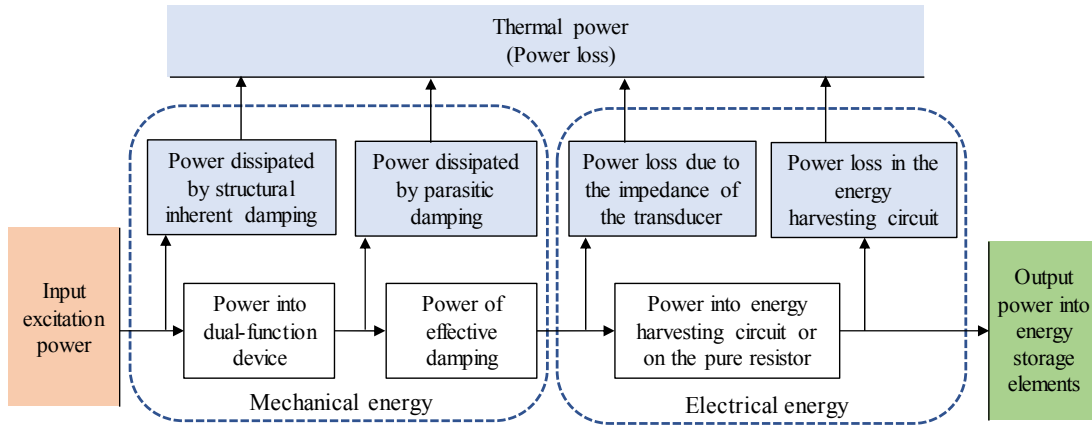 Thermal power
(Power loss)
Power dissipated
by structural
inherent damping
Power dissipated
by parasitic
damping
Power loss due to
the impedance of
the transducer
Power loss in the
energy
harvesting circuit
Input
excitation
power
Power into
dual-function
device
Power of
effective
damping
Power into energy
harvesting circuit or
on the pure resistor
Output
power into
energy
storage
elements
Mechanical energy
Electrical energy